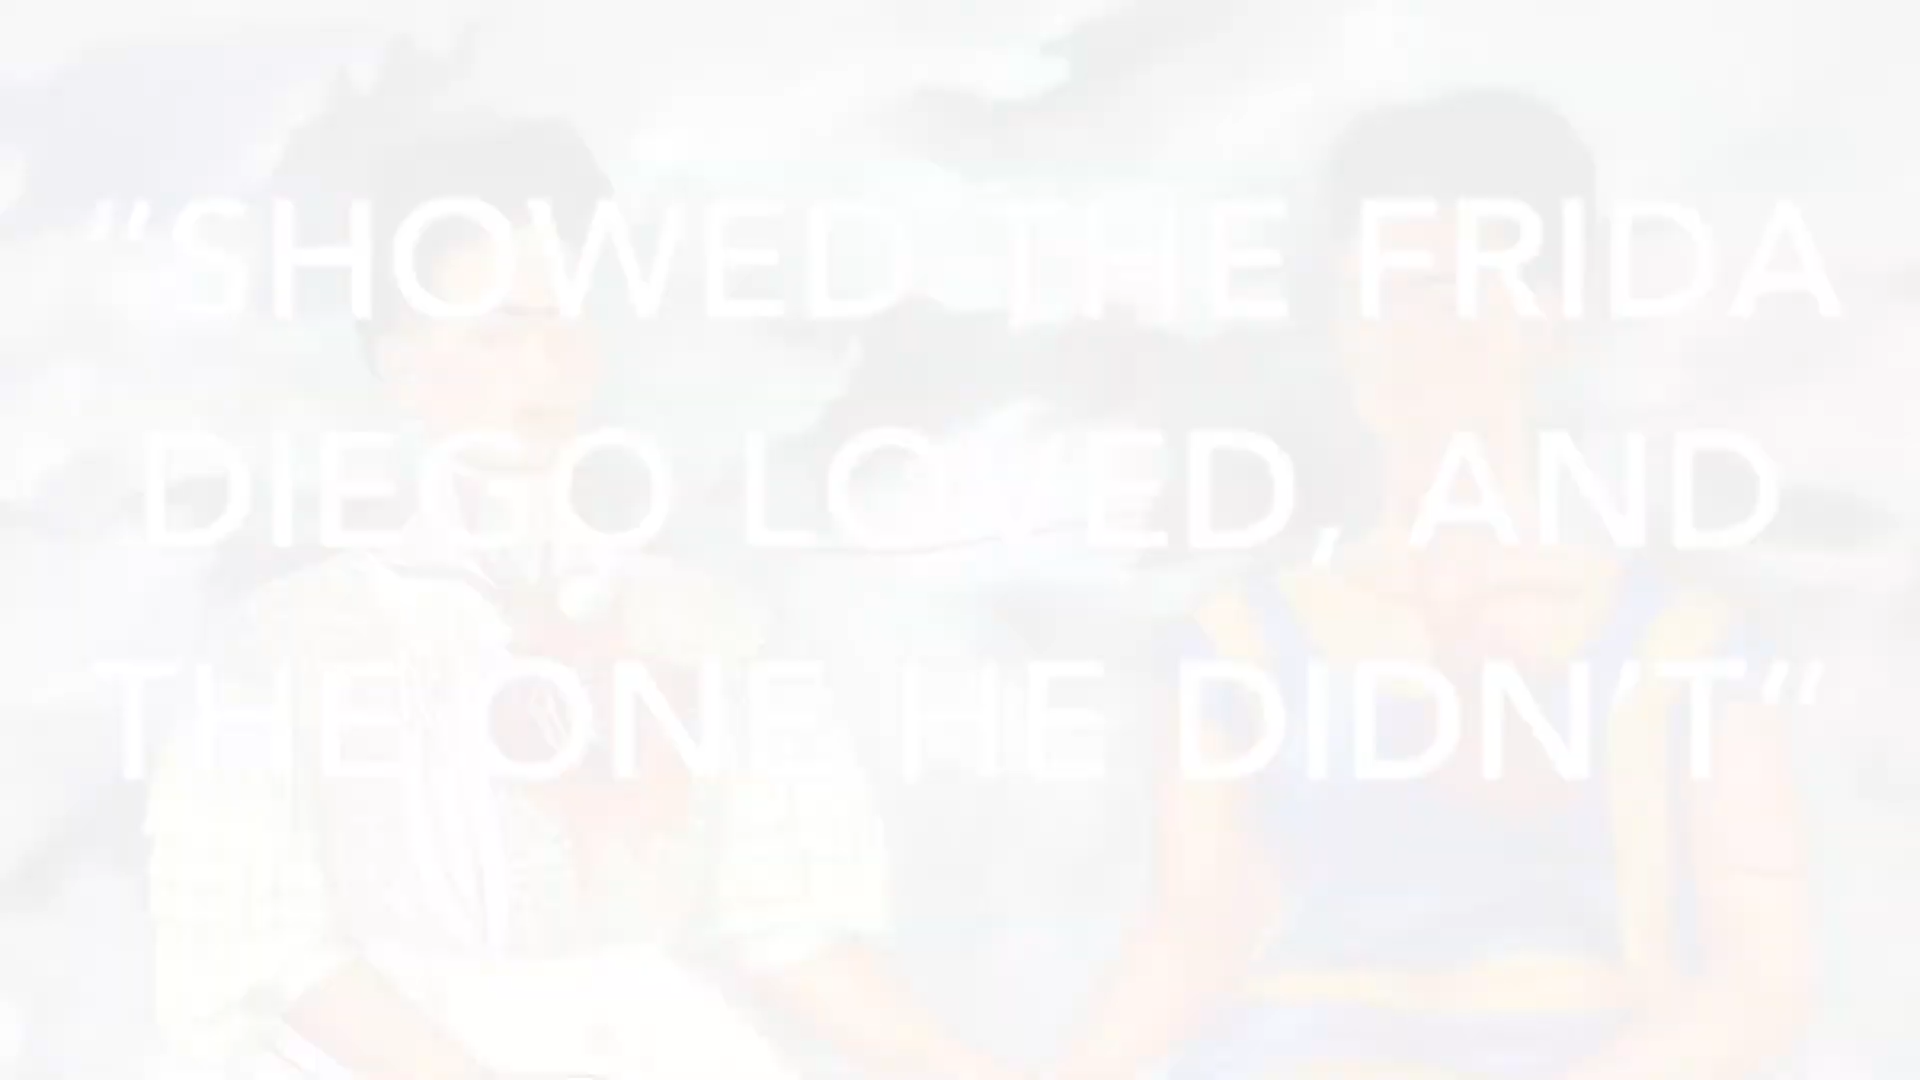 “SHOWED THE FRIDA
DIEGO LOVED, AND
THE ONE HE DIDN’T“